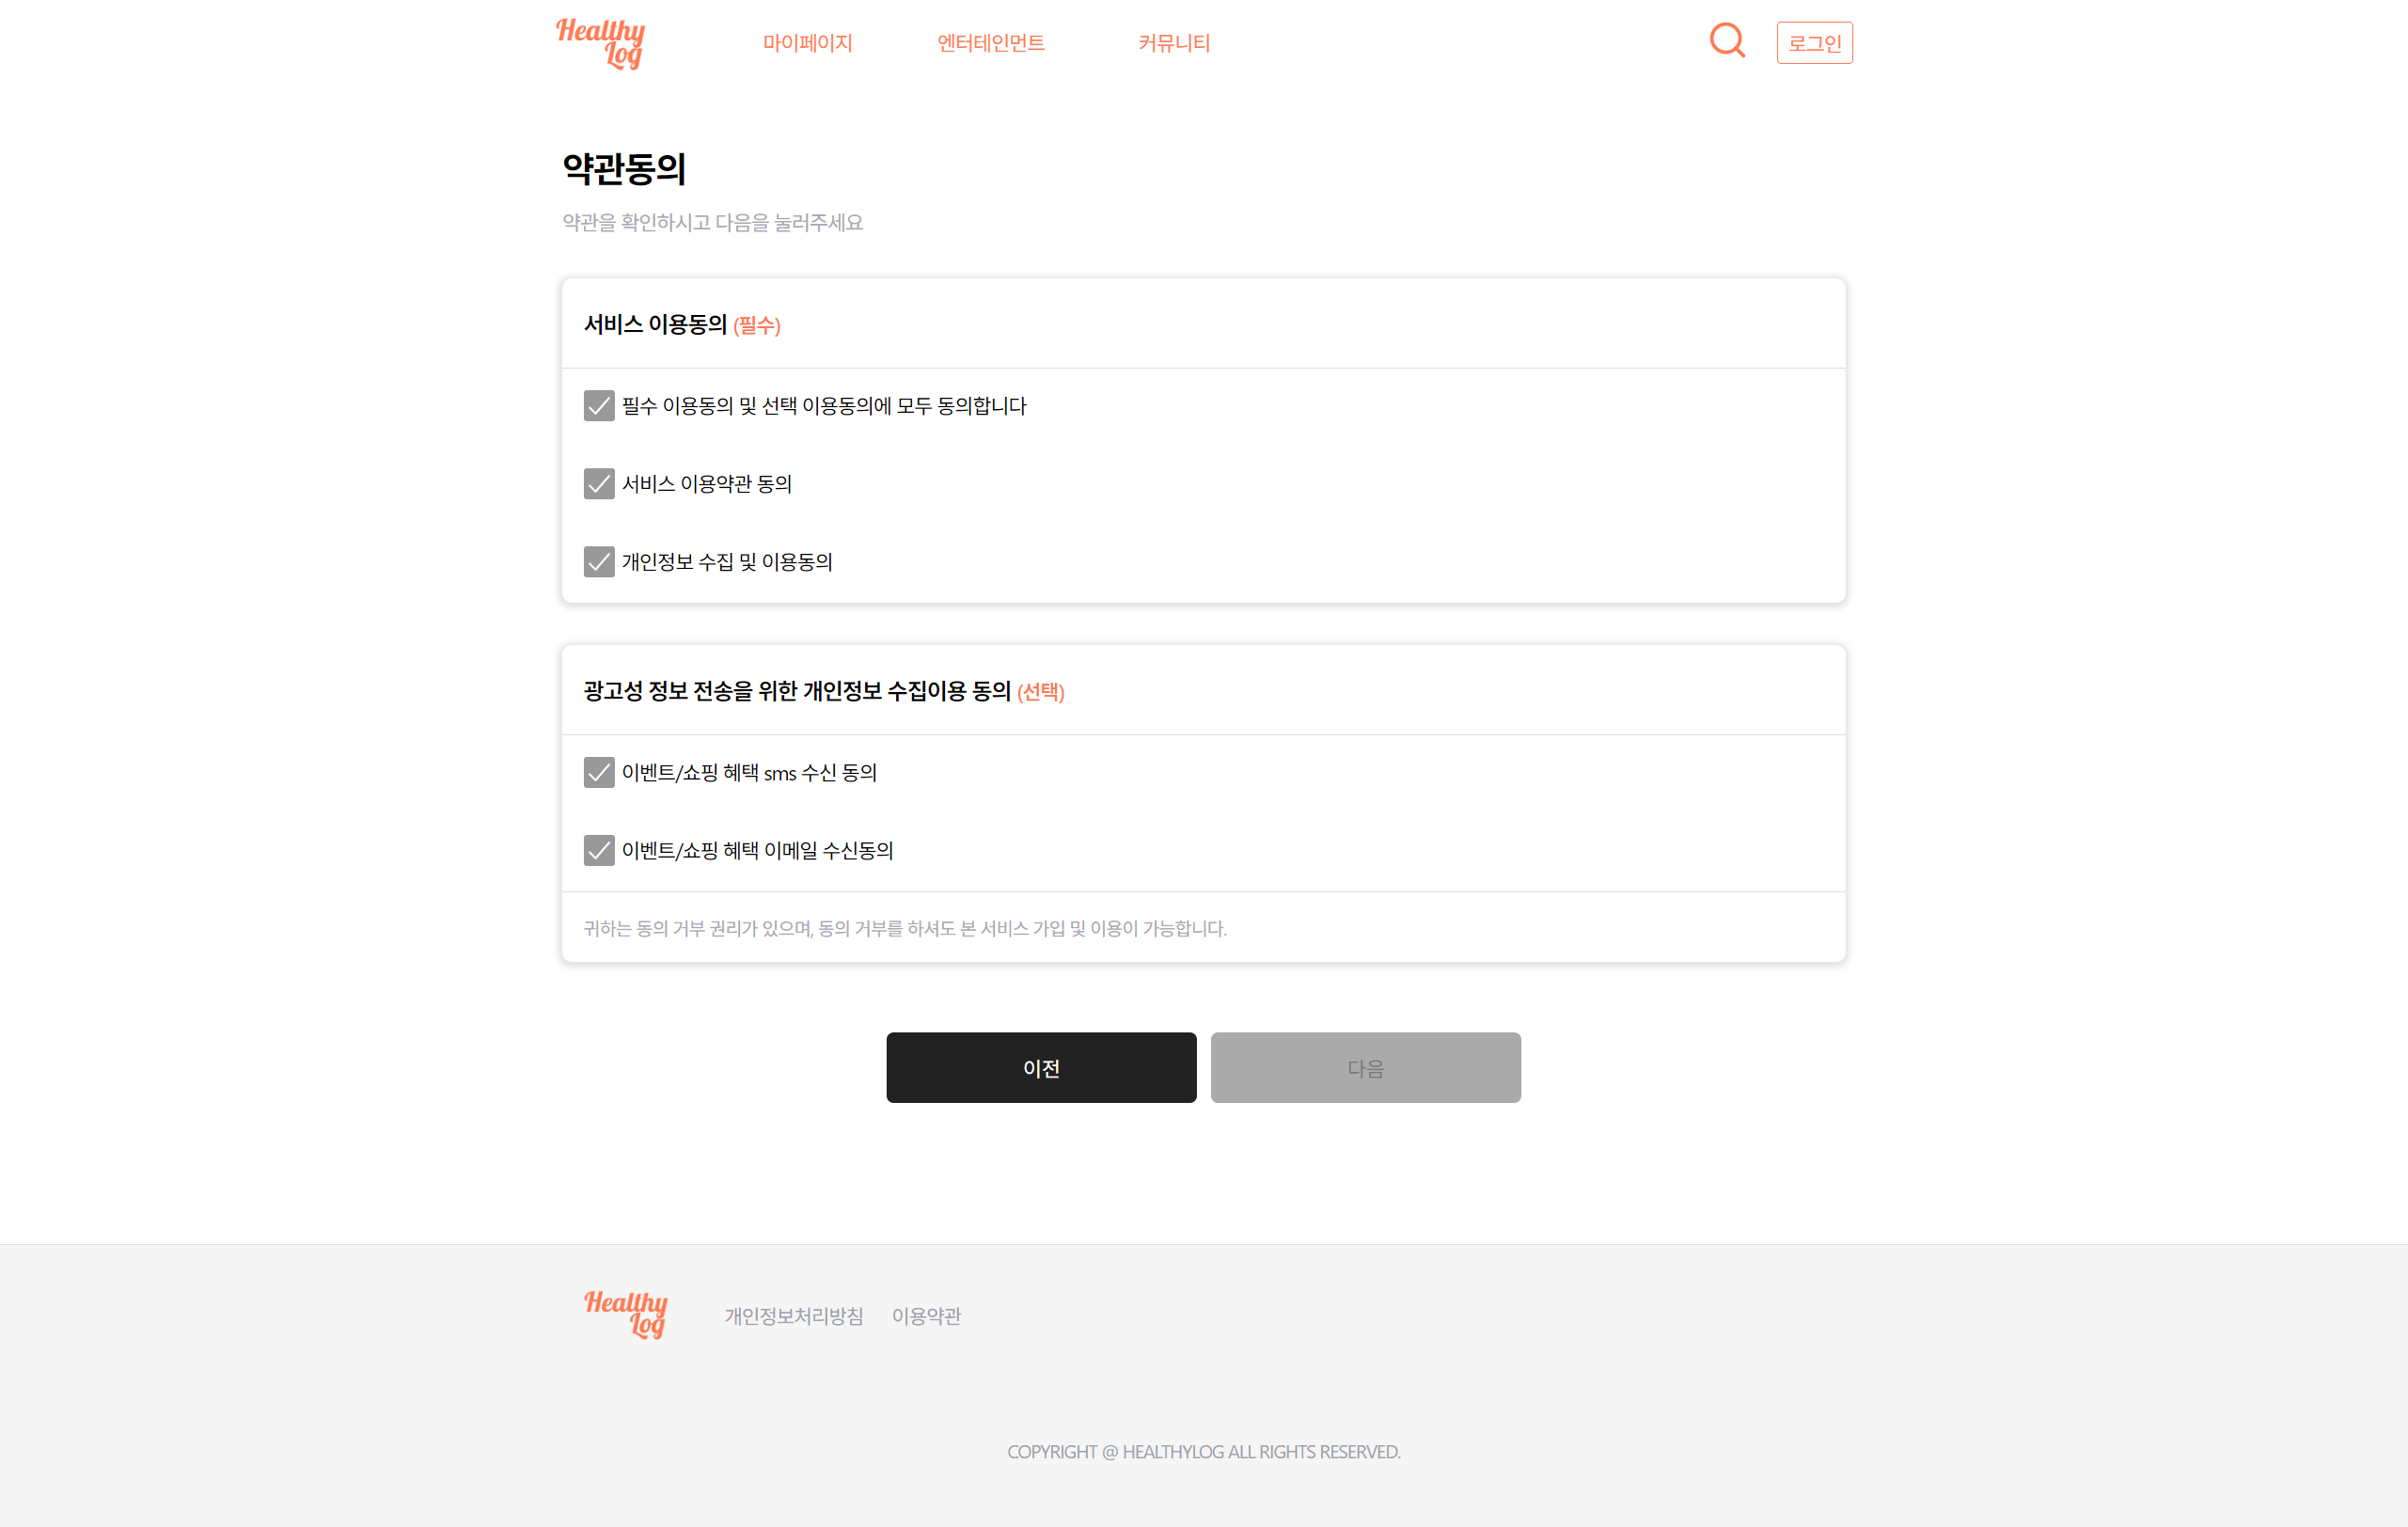 Healthy
Log
마이페이지 엔터테인먼트 커뮤니티 로그인
약관동의
약관을 확인하시고 다음을 눌러주세요
서비스 이용동의 (필수)
필수 이용동의 및 선택 이용동의에 모두 동의합니다
서비스 이용약관 동의
개인정보 수집 및 이용동의
광고성 정보 전송을 위한 개인정보 수집이용 동의 (선택)
이벤트/쇼핑 혜택 sms 수신 동의
이벤트/쇼핑 혜택 이메일 수신동의
귀하는 동의 거부 권리가 있으며, 동의 거부를 하셔도 본 서비스 가입 및 이용이 가능합니다.
이전 다음
Healthy
Log
개인정보처리방침 이용약관
COPYRIGHT @ HEALTHYLOG ALL RIGHTS RESERVED.